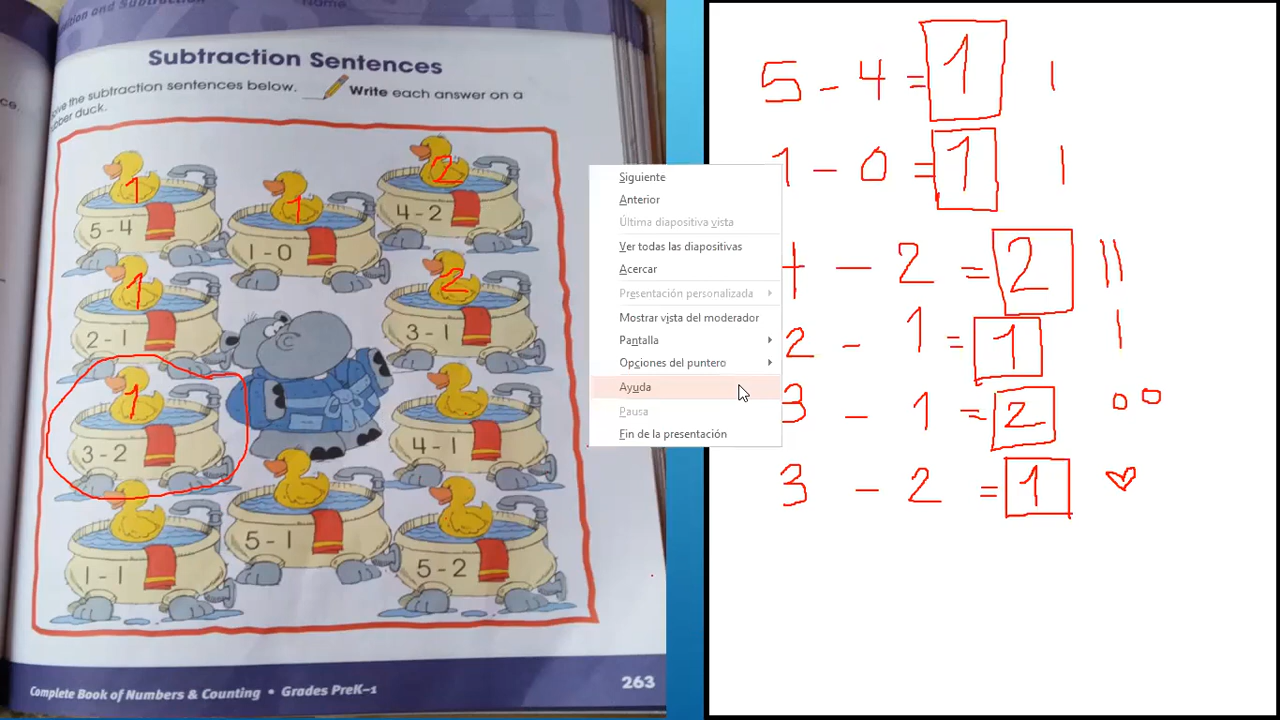 Addition and Subtraction
Name
Subtraction Sentences
the subtraction sentences below. Write each answer on a
rubber duck.
1
5 - 4
1
1 - 0
2
4 - 2
1
2 - 1
2
3 - 1
1
3 - 2
4 - 1
1 - 1
5 - 1
5 - 2
Complete Book of Numbers & Counting • Grades PreK–1
263
Siguiente
Anterior
Última diapositiva vista
Ver todas las diapositivas
Acercar
Presentación personalizada
Mostrar vista del moderador
Pantalla
Opciones del puntero
Ayuda
Pausa
Fin de la presentación
5 - 4 = 1 |
1 - 0 = 1 |
- 2 = 2 ||
2 - 1 = 1 |
3 - 1 = 2 o o
3 - 2 = 1 ♡